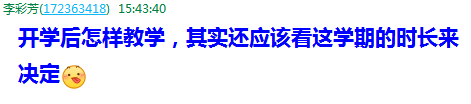 李彩芳(172363418) 15:43:40
开学后怎样教学，其实还应该看这学期的时长来
决定